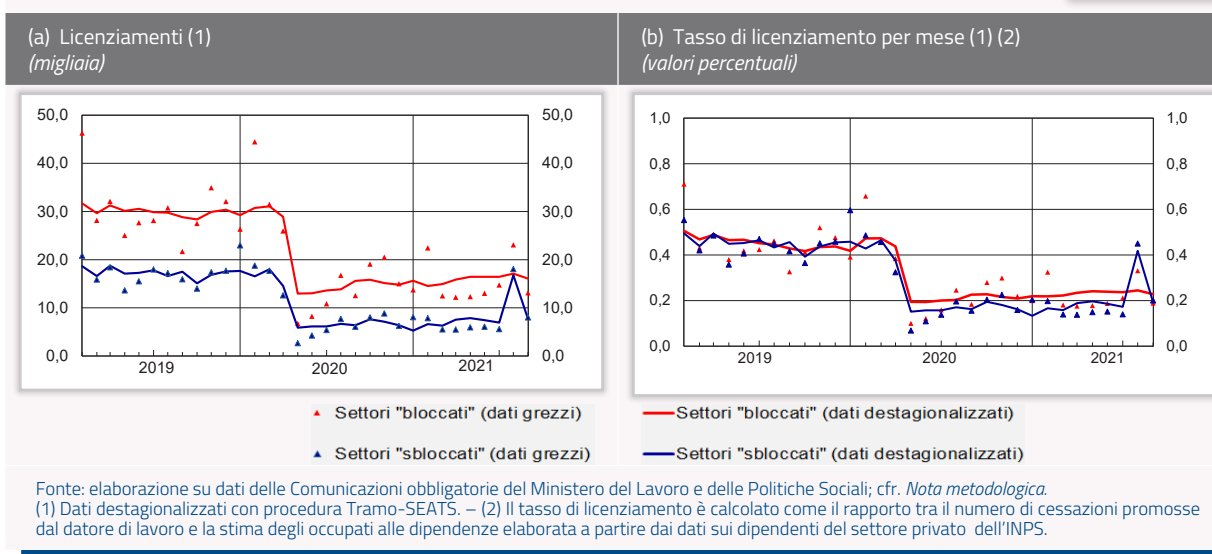 (a) Licenziamenti (1)
(migliaia)
(b) Tasso di licenziamento per mese (1) (2)
(valori percentuali)
50,0 50,0
40,0 40,0
30,0 30,0
20,0 20,0
10,0 10,0
0,0 0,0
2019 2020 2021
1,0 1,0
0,8 0,8
0,6 0,6
0,4 0,4
0,2 0,2
0,0 0,0
2019 2020 2021
Settori "bloccati" (dati grezzi)
Settori "bloccati" (dati destagionalizzati)
Settori "sbloccati" (dati grezzi)
Settori "sbloccati" (dati destagionalizzati)
Fonte: elaborazione su dati delle Comunicazioni obbligatorie del Ministero del Lavoro e delle Politiche Sociali; cfr. Nota metodologica.
(1) Dati destagionalizzati con procedura Tramo-SEATS. – (2) Il tasso di licenziamento è calcolato come il rapporto tra il numero di cessazioni promosse
dal datore di lavoro e la stima degli occupati alle dipendenze elaborata a partire dai dati sui dipendenti del settore privato dell'INPS.